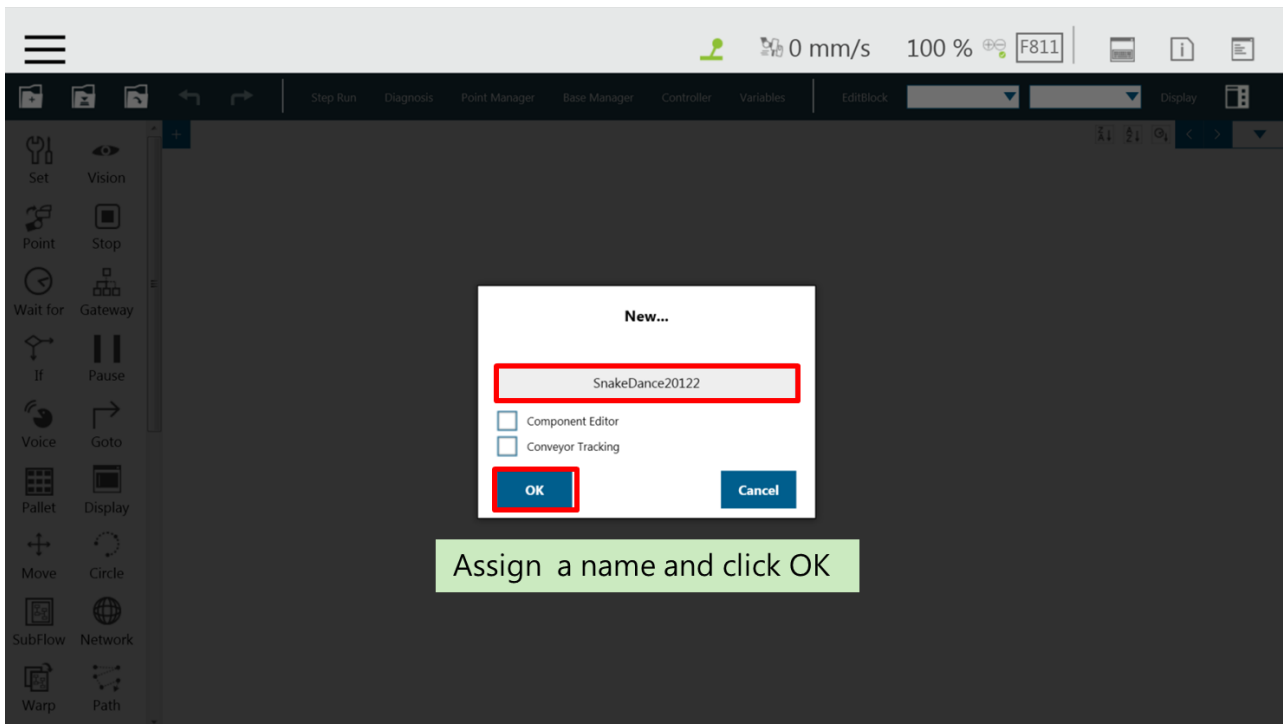 0 mm/s 100 % F811
Step Run Diagnosis Point Manager Base Manager Controller Variables EditBlock Display
Set Vision
Point Stop
Wait for Gateway
If Pause
Voice Goto
Pallet Display
Move Circle
SubFlow Network
Warp Path
New...
SnakeDance20122
Component Editor
Conveyor Tracking
OK Cancel
Assign a name and click OK